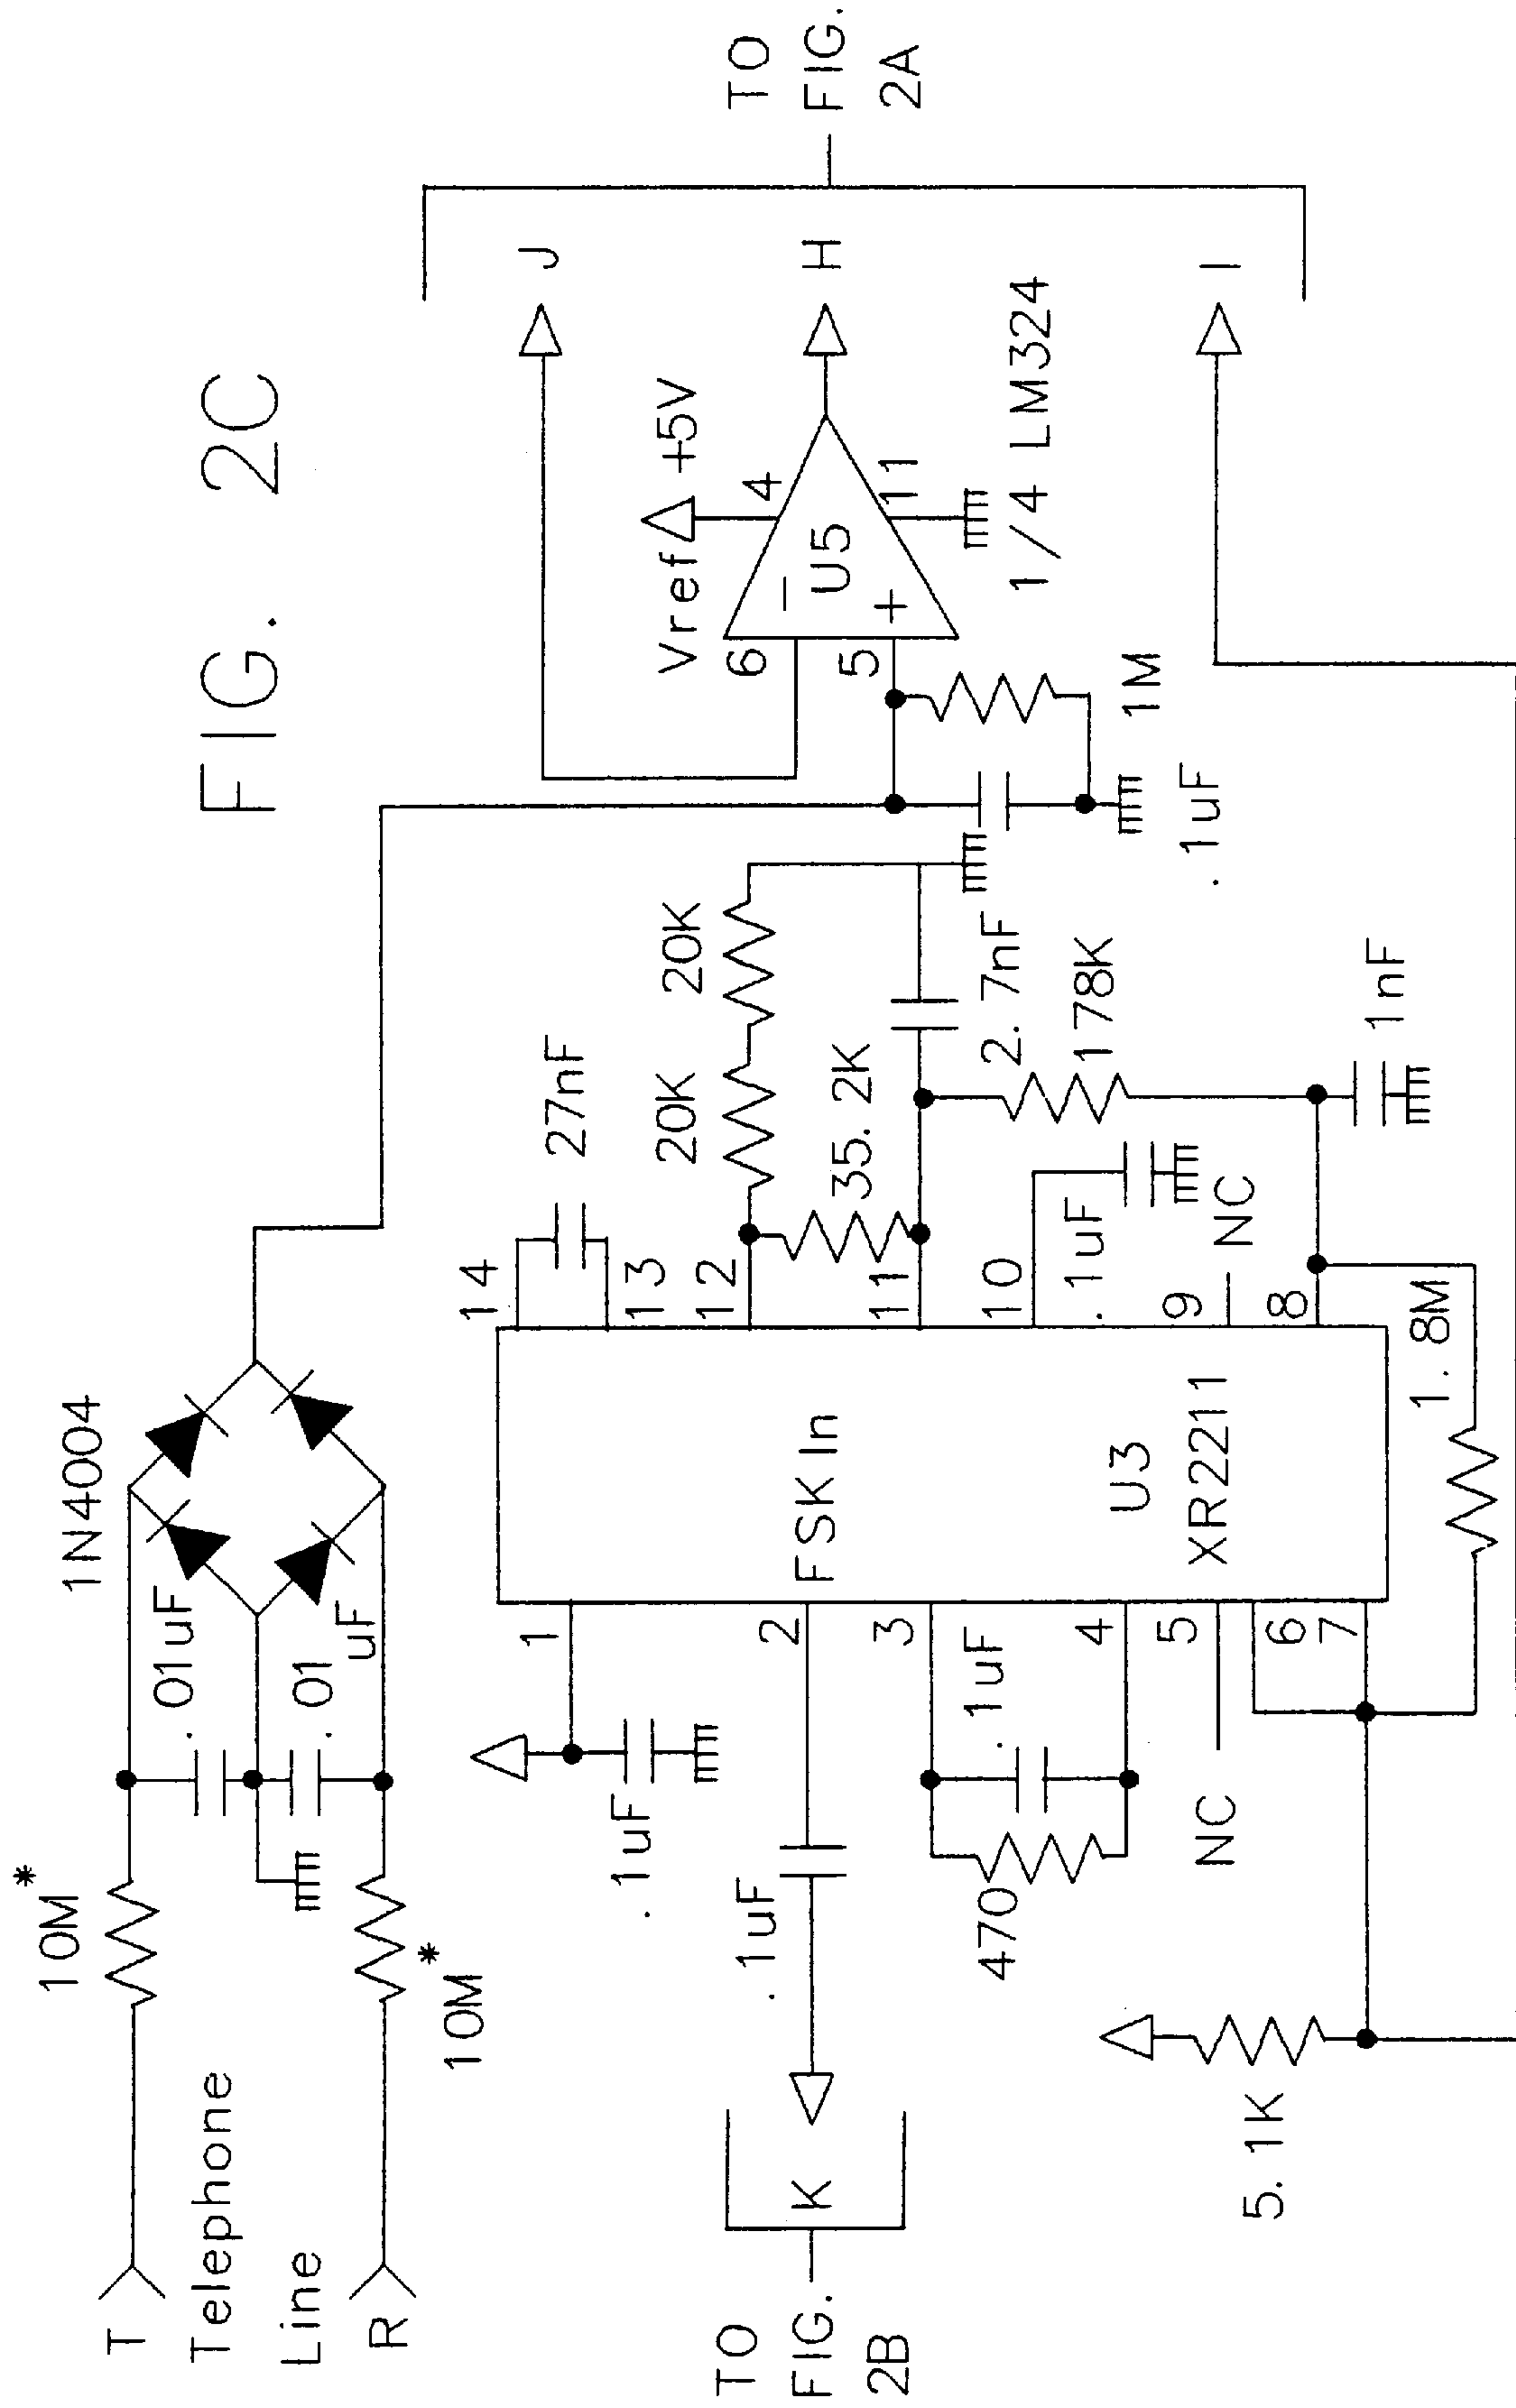 FIG. 2C
T
Telephone
Line
R
10M*
10M*
.01uF
.01
uF
1N4004
TO
FIG.
2B
K
.1uF
.1uF
1
2
3
4
5
6
7
470
.1uF
NC
5.1K
FSKIn
U3
XR2211
14
13
12
11
10
9
8
27nF
20K
20K
35.2K
2.7nF
178K
.1uF
NC
1nF
1.8M
.1uF
1M
Vref
+5V
6
5
4
11
−
+
U5
1/4 LM324
J
H
I
TO
FIG.
2A